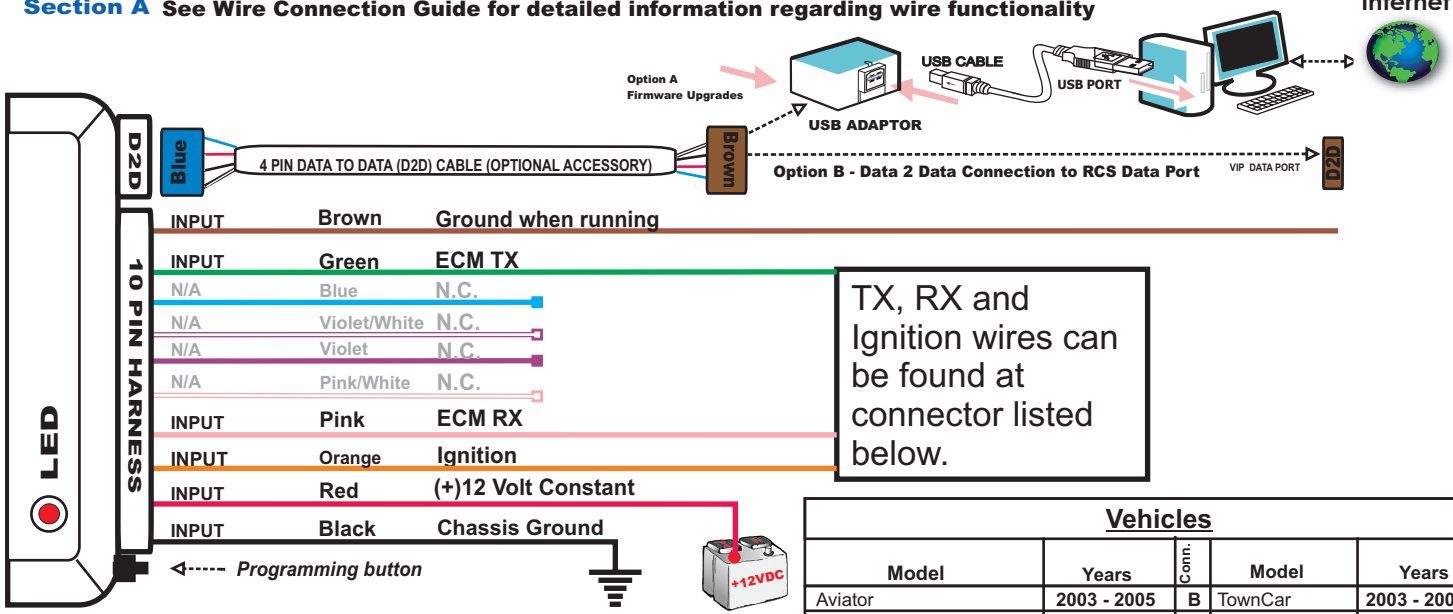 Section A See Wire Connection Guide for detailed information regarding wire functionality
Internet
Option A
Firmware Upgrades
USB CABLE
USB PORT
USB ADAPTOR
D2D
Blue
4 PIN DATA TO DATA (D2D) CABLE (OPTIONAL ACCESSORY)
Brown
Option B - Data 2 Data Connection to RCS Data Port
VIP DATA PORT
D2D
10 PIN HARNESS
INPUT Brown Ground when running
INPUT Green ECM TX
N/A Blue N.C.
N/A Violet/White N.C.
N/A Violet N.C.
N/A Pink/White N.C.
INPUT Pink ECM RX
INPUT Orange Ignition
INPUT Red (+)12 Volt Constant
INPUT Black Chassis Ground
LED
Programming button
TX, RX and
Ignition wires can
be found at
connector listed
below.
+12VDC
Vehicles
Model Years Conn. Model Years
Aviator 2003 - 2005 B TownCar 2003 - 200